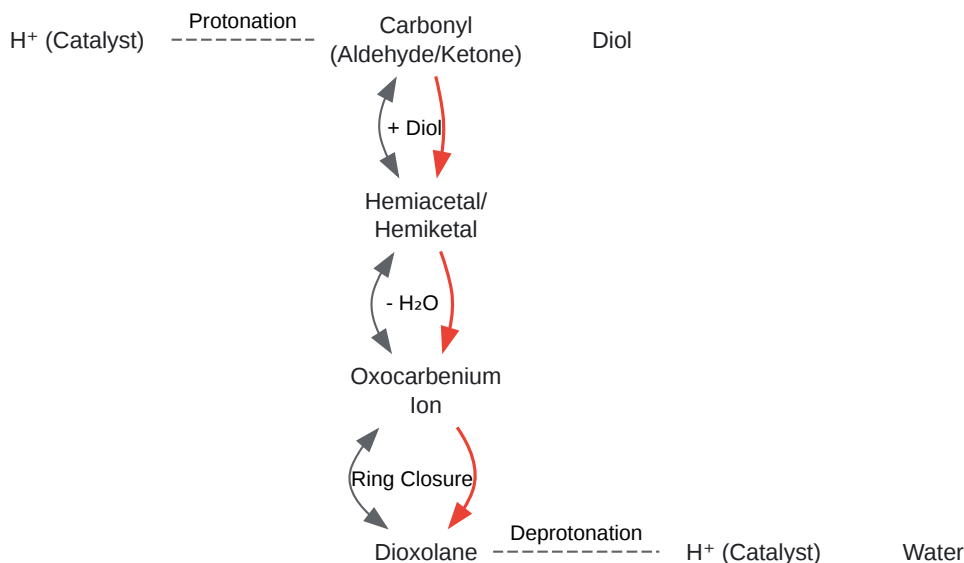 Protonation
H⁺ (Catalyst)
Carbonyl
(Aldehyde/Ketone)
Diol
+ Diol
Hemiacetal/
Hemiketal
- H₂O
Oxocarbenium
Ion
Ring Closure
Deprotonation
Dioxolane
H⁺ (Catalyst)
Water